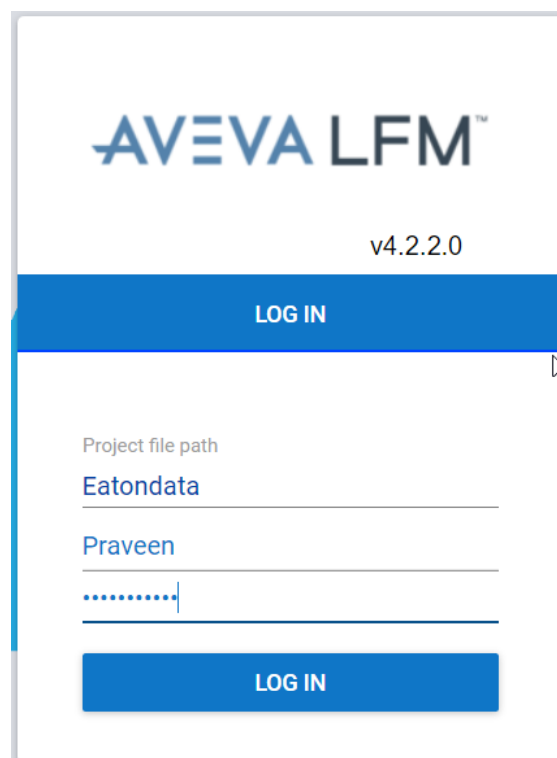 AVEVA LFM™
v4.2.2.0
LOG IN
Project file path
Eatondata
Praveen
•••••••••••
LOG IN